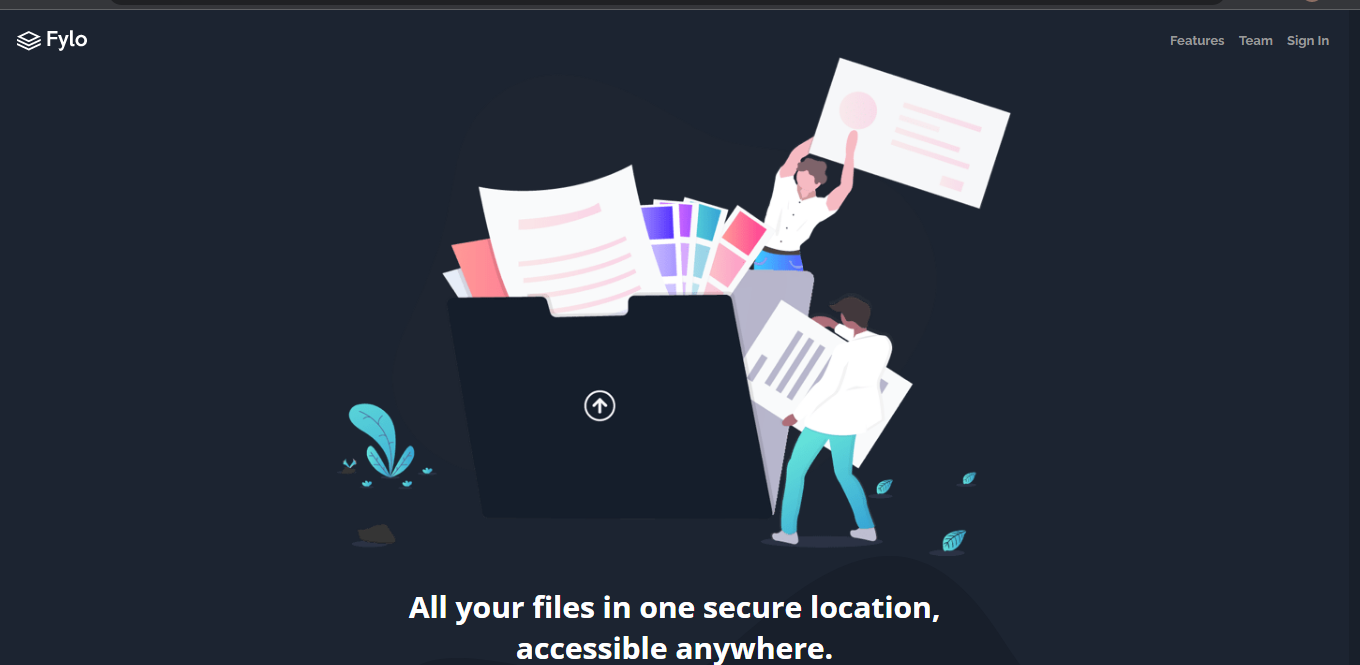 Fylo
Features Team Sign In
All your files in one secure location,
accessible anywhere.